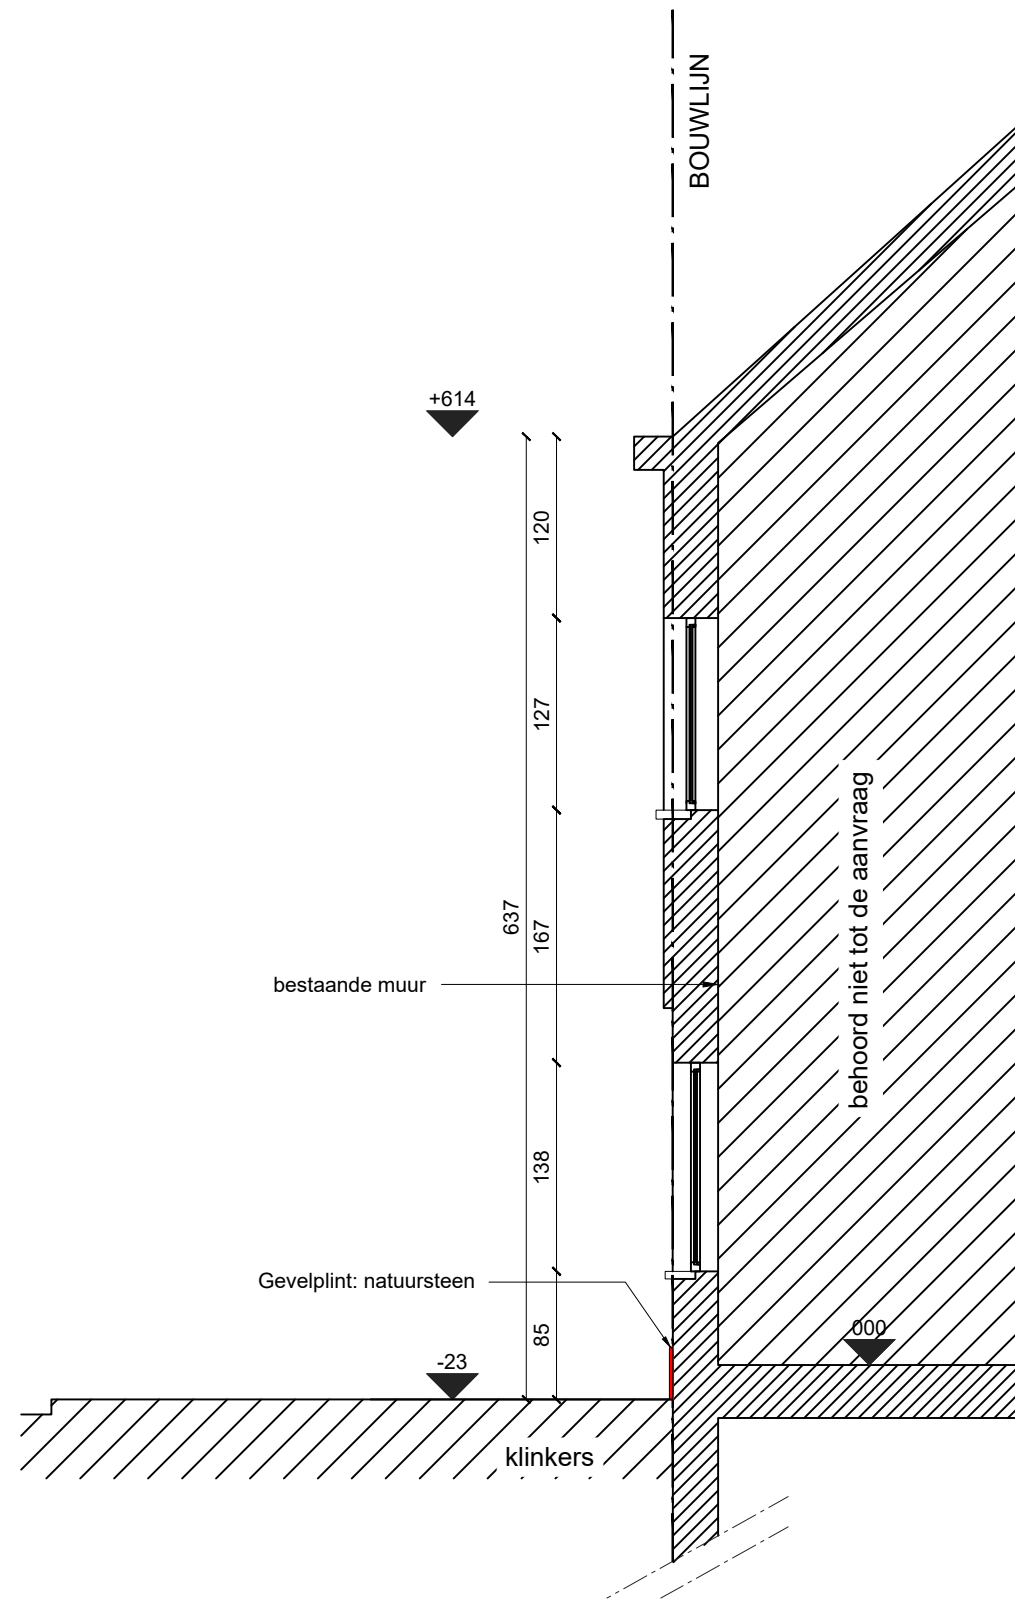 BOUWLIJN
+614
120
127
637
167
behoord niet tot de aanvraag
bestaande muur
138
Gevelplint: natuursteen
85
000
-23
klinkers